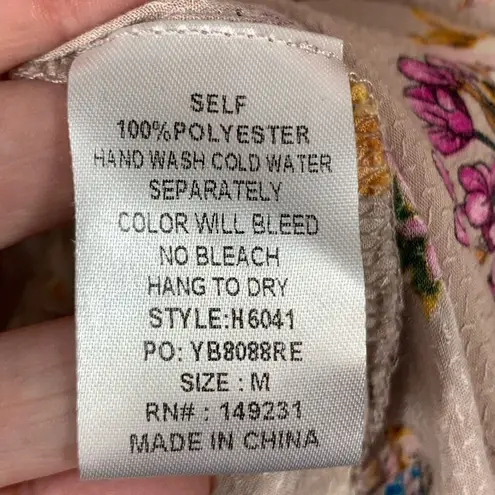 SELF
100%POLYESTER
HAND WASH COLD WATER
SEPARATELY
COLOR WILL BLEED
NO BLEACH
HANG TO DRY
STYLE:H6041
PO: YB8088RE
SIZE : M
RN# : 149231
MADE IN CHINA